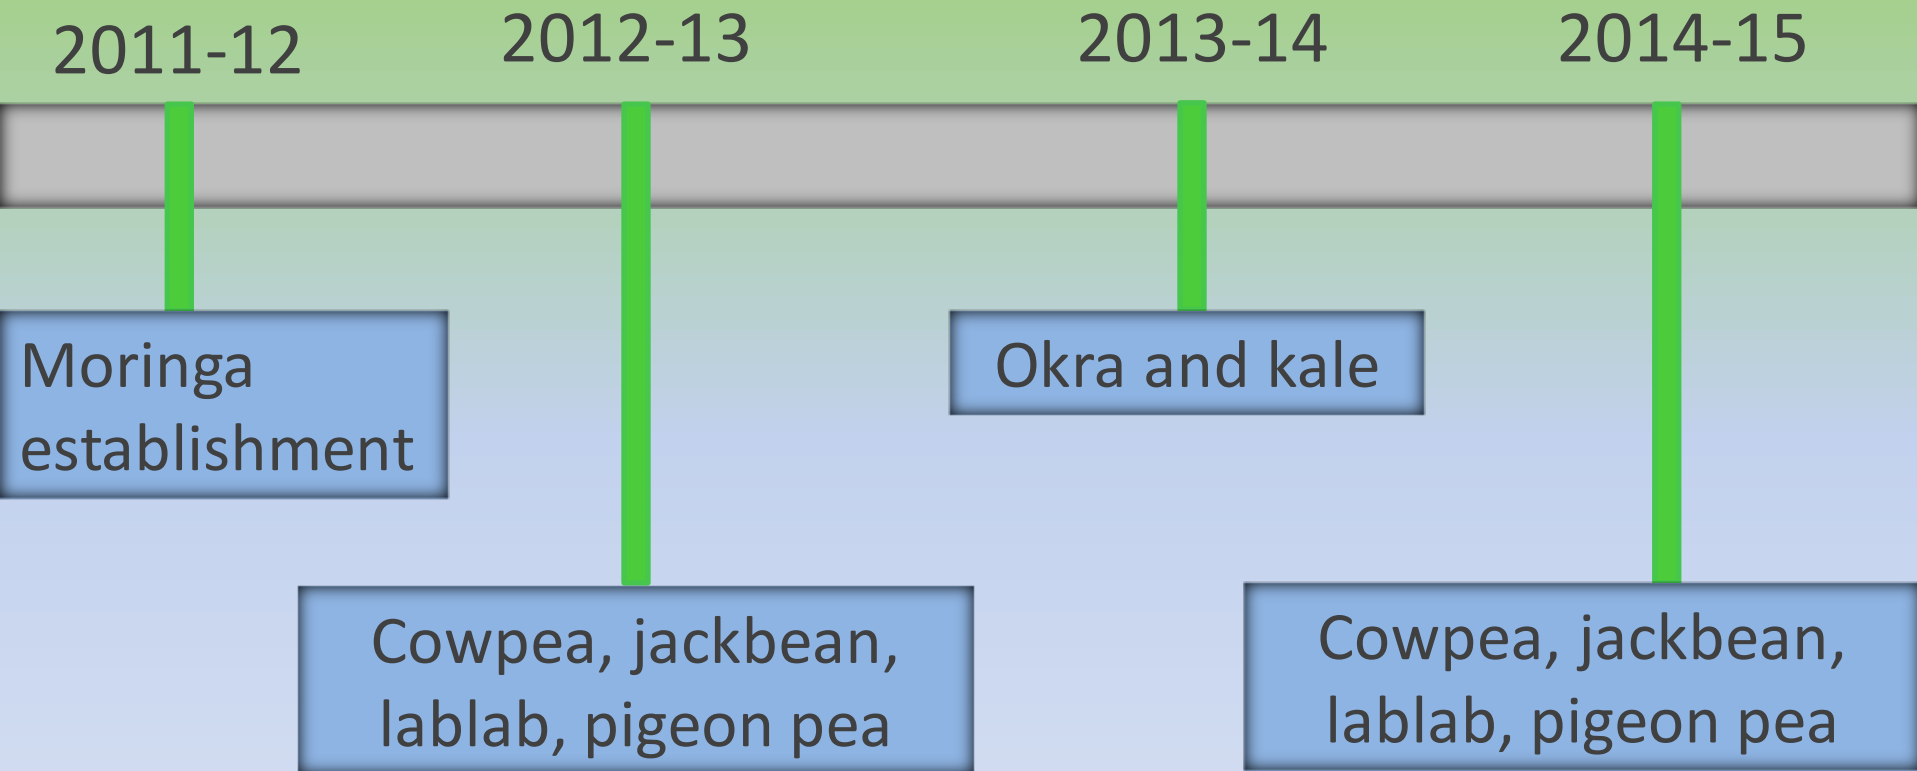 2011-12
2012-13
2013-14
2014-15
Moringa
establishment
Okra and kale
Cowpea, jackbean,
lablab, pigeon pea
Cowpea, jackbean,
lablab, pigeon pea